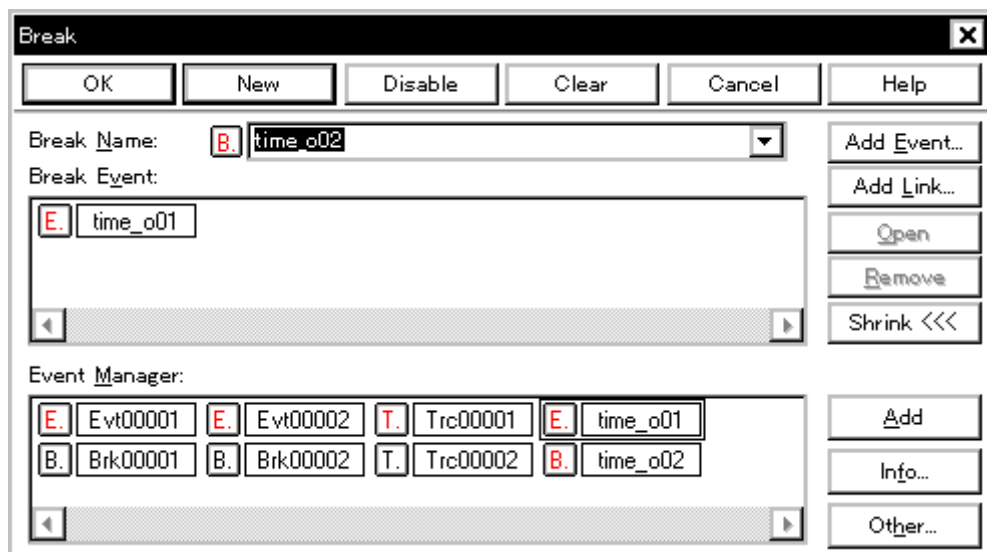 Break
OK New Disable Clear Cancel Help
Break Name: B. time_o02 Add Event...
Break Event: Add Link...
E. time_o01
Open
Remove
Shrink <<<
Event Manager:
E. Evt00001 E. Evt00002 T. Trc00001 E. time_o01 Add
B. Brk00001 B. Brk00002 T. Trc00002 B. time_o02
Info...
Other...